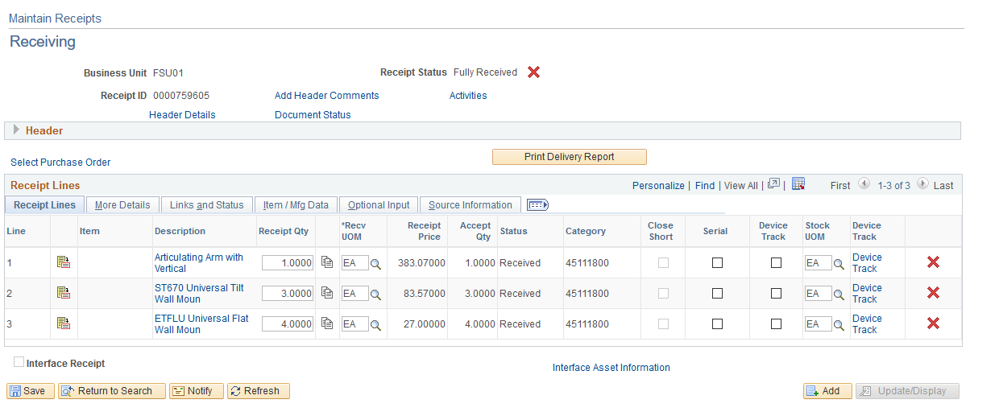 Maintain Receipts
Receiving
Business Unit FSU01 Receipt Status Fully Received
Receipt ID 0000759605 Add Header Comments Activities
Header Details Document Status
Header
Select Purchase Order Print Delivery Report
Receipt Lines Personalize | Find | View All | | First 1-3 of 3 Last
Receipt Lines More Details Links and Status Item / Mfg Data Optional Input Source Information
Line Item Description Receipt Qty *Recv UOM Receipt Price Accept Qty Status Category Close Short Serial Device Track Stock UOM Device Track
1 Articulating Arm with Vertical 1.0000 EA 383.07000 1.0000 Received 45111800 EA Device Track
2 ST670 Universal Tilt Wall Moun 3.0000 EA 83.57000 3.0000 Received 45111800 EA Device Track
3 ETFLU Universal Flat Wall Moun 4.0000 EA 27.00000 4.0000 Received 45111800 EA Device Track
Interface Receipt Interface Asset Information
Save Return to Search Notify Refresh Add Update/Display